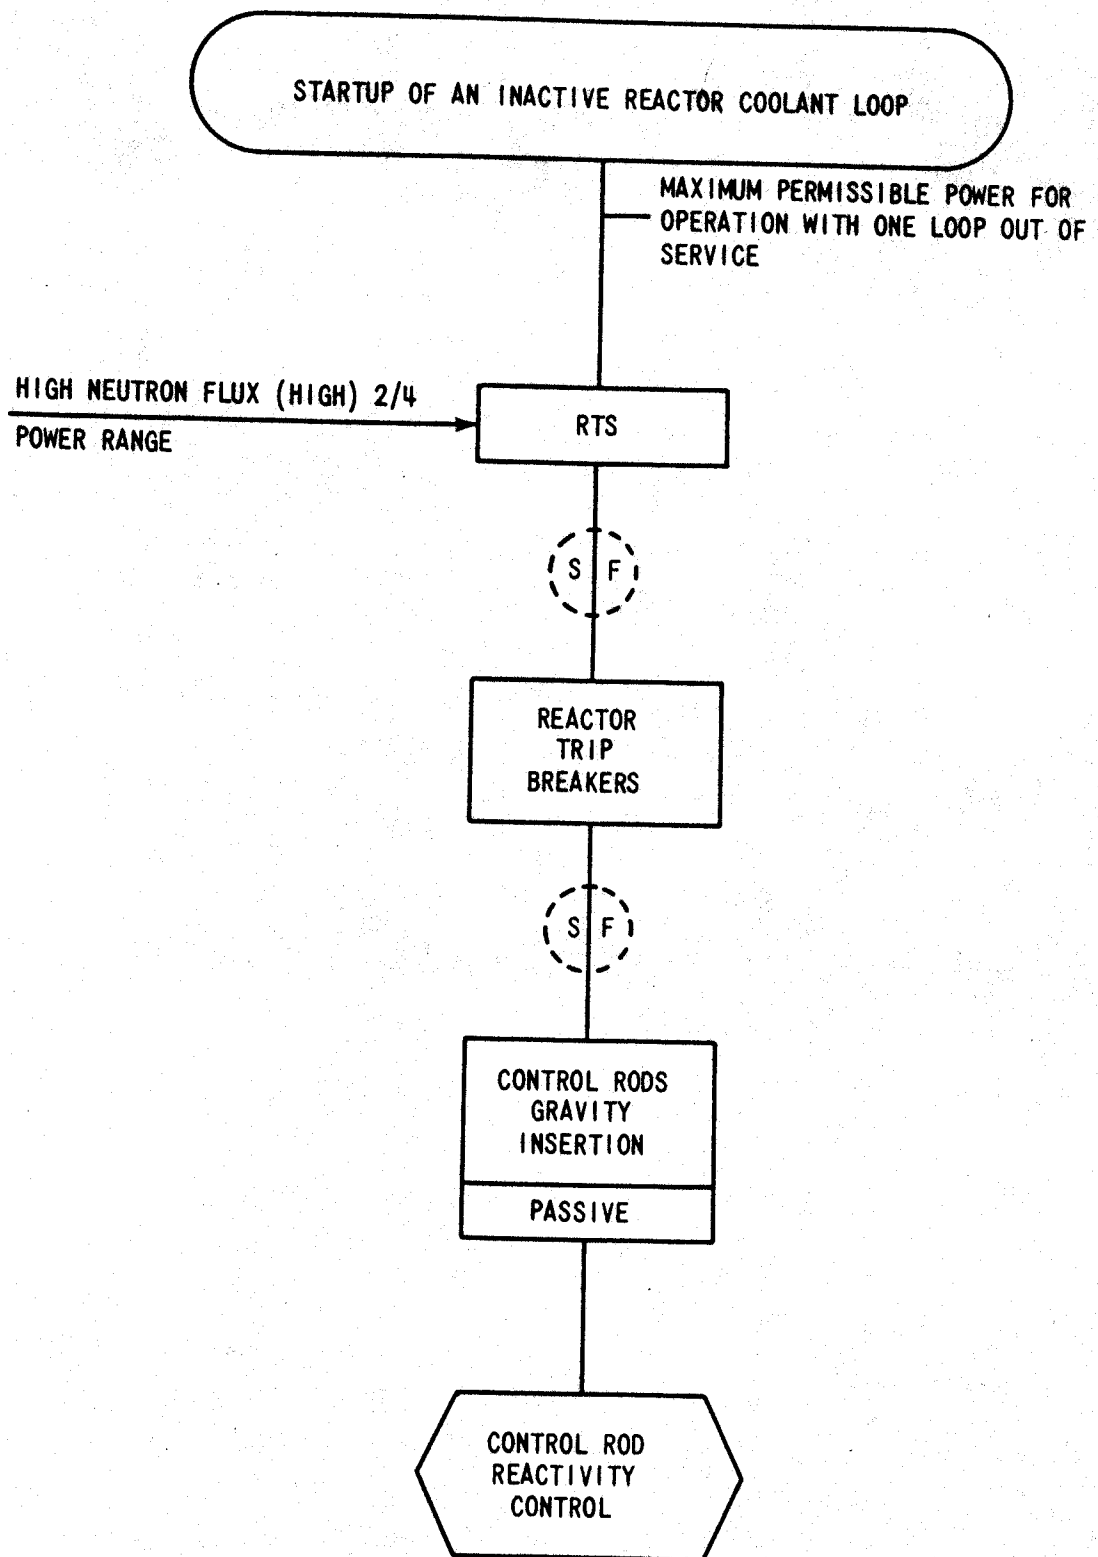 STARTUP OF AN INACTIVE REACTOR COOLANT LOOP
MAXIMUM PERMISSIBLE POWER FOR
OPERATION WITH ONE LOOP OUT OF
SERVICE
HIGH NEUTRON FLUX (HIGH) 2/4
POWER RANGE
RTS
S F
REACTOR
TRIP
BREAKERS
S F
CONTROL RODS
GRAVITY
INSERTION
PASSIVE
CONTROL ROD
REACTIVITY
CONTROL